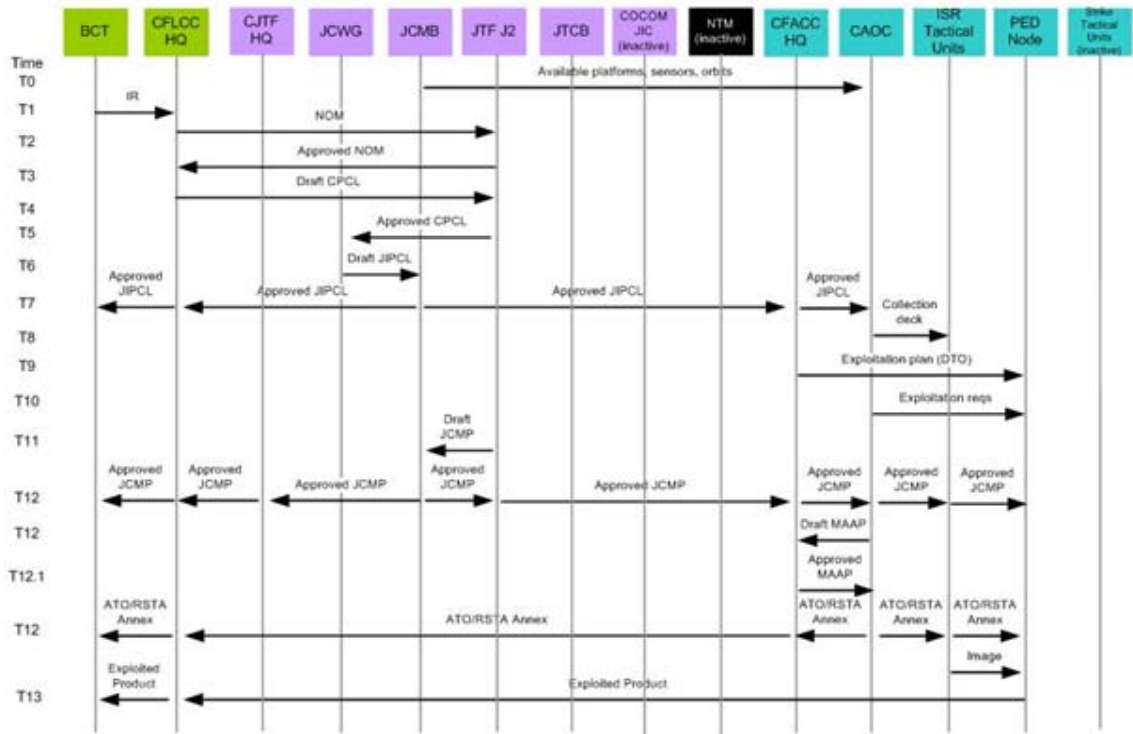 BCT
CFLCC
HQ
CJTF
HQ
JCWG
JCMB
JTF J2
JTCB
COCOM
JIC
(inactive)
NTM
(inactive)
CFACC
HQ
CAOC
ISR
Tactical
Units
PED
Node
Strike
Tactical
Units
(inactive)
Time
T0
Available platforms, sensors, orbits
T1
IR
NOM
T2
Approved NOM
T3
Draft CPCL
T4
T5
Approved CPCL
T6
Draft JIPCL
Approved
JIPCL
Approved JIPCL
Approved JIPCL
Approved
JIPCL
T7
Collection
deck
T8
T9
Exploitation plan (DTO)
T10
Exploitation reqs
T11
Draft
JCMP
Approved
JCMP
Approved
JCMP
Approved JCMP
Approved
JCMP
Approved JCMP
Approved
JCMP
Approved
JCMP
Approved
JCMP
T12
T12
Draft MAAP
T12.1
Approved
MAAP
T12
ATO/RSTA
Annex
ATO/RSTA Annex
ATO/RSTA
Annex
ATO/RSTA
Annex
ATO/RSTA
Annex
Image
T13
Exploited
Product
Exploited Product